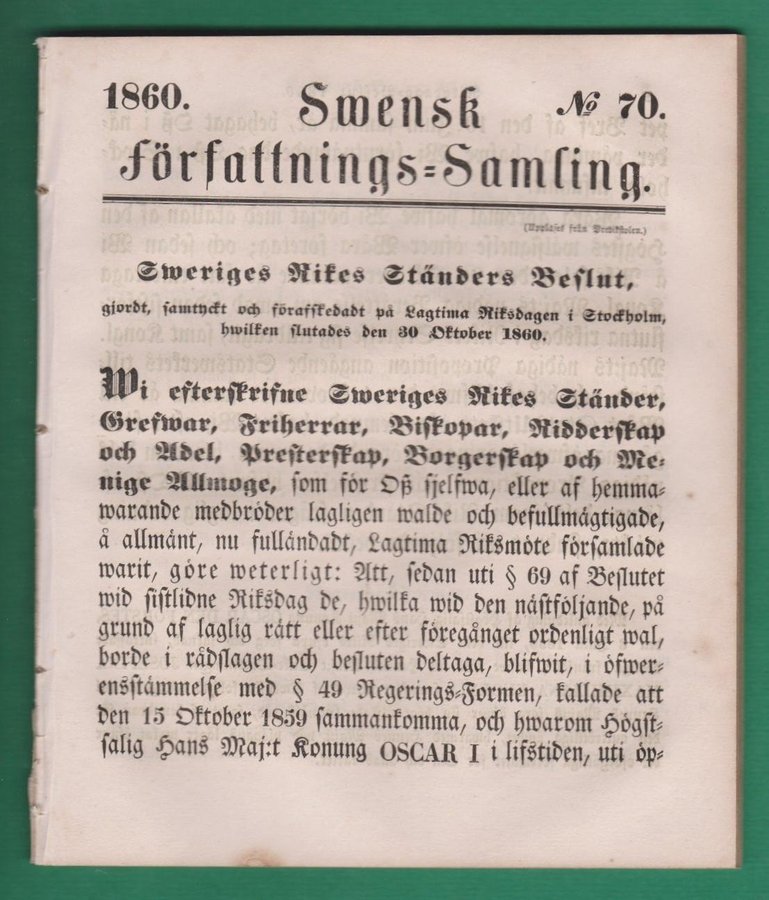 1860.
Swensk
№ 70.
Författnings-Samling.
(Uppläses från Predikstolen.)
Sweriges Rikes Ständers Beslut,
gjordt, samtyckt och förafskedadt på Lagtima Riksdagen i Stockholm,
hwilken slutades den 30 Oktober 1860.
Wi efterskrifne Sweriges Rikes Ständer,
Grefwar, Friherrar, Biskopar, Ridderskap
och Adel, Presterskap, Borgerskap och Me-
nige Allmoge, som för Oß sjelfwa, eller af hemma-
warande medbröder lagligen walde och befullmägtigade,
å allmänt, nu fulländadt, Lagtima Riksmöte församlade
warit, göre weterligt: Att, sedan uti § 69 af Beslutet
wid sistlidne Riksdag de, hwilka wid den nästföljande, på
grund af laglig rätt eller efter föregånget ordenligt wal,
borde i rådslagen och besluten deltaga, blifwit, i öfwer-
ensstämmelse med § 49 Regerings-Formen, kallade att
den 15 Oktober 1859 sammankomma, och hwarom Högst-
salig Hans Maj:t Konung OSCAR I i lifstiden, uti öp-